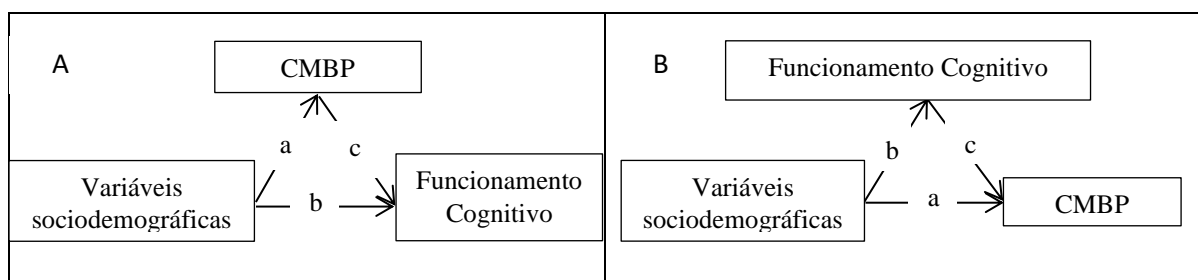 A
CMBP
a
c
Variáveis
sociodemográficas
b
Funcionamento
Cognitivo
B
Funcionamento Cognitivo
b
c
Variáveis
sociodemográficas
a
CMBP